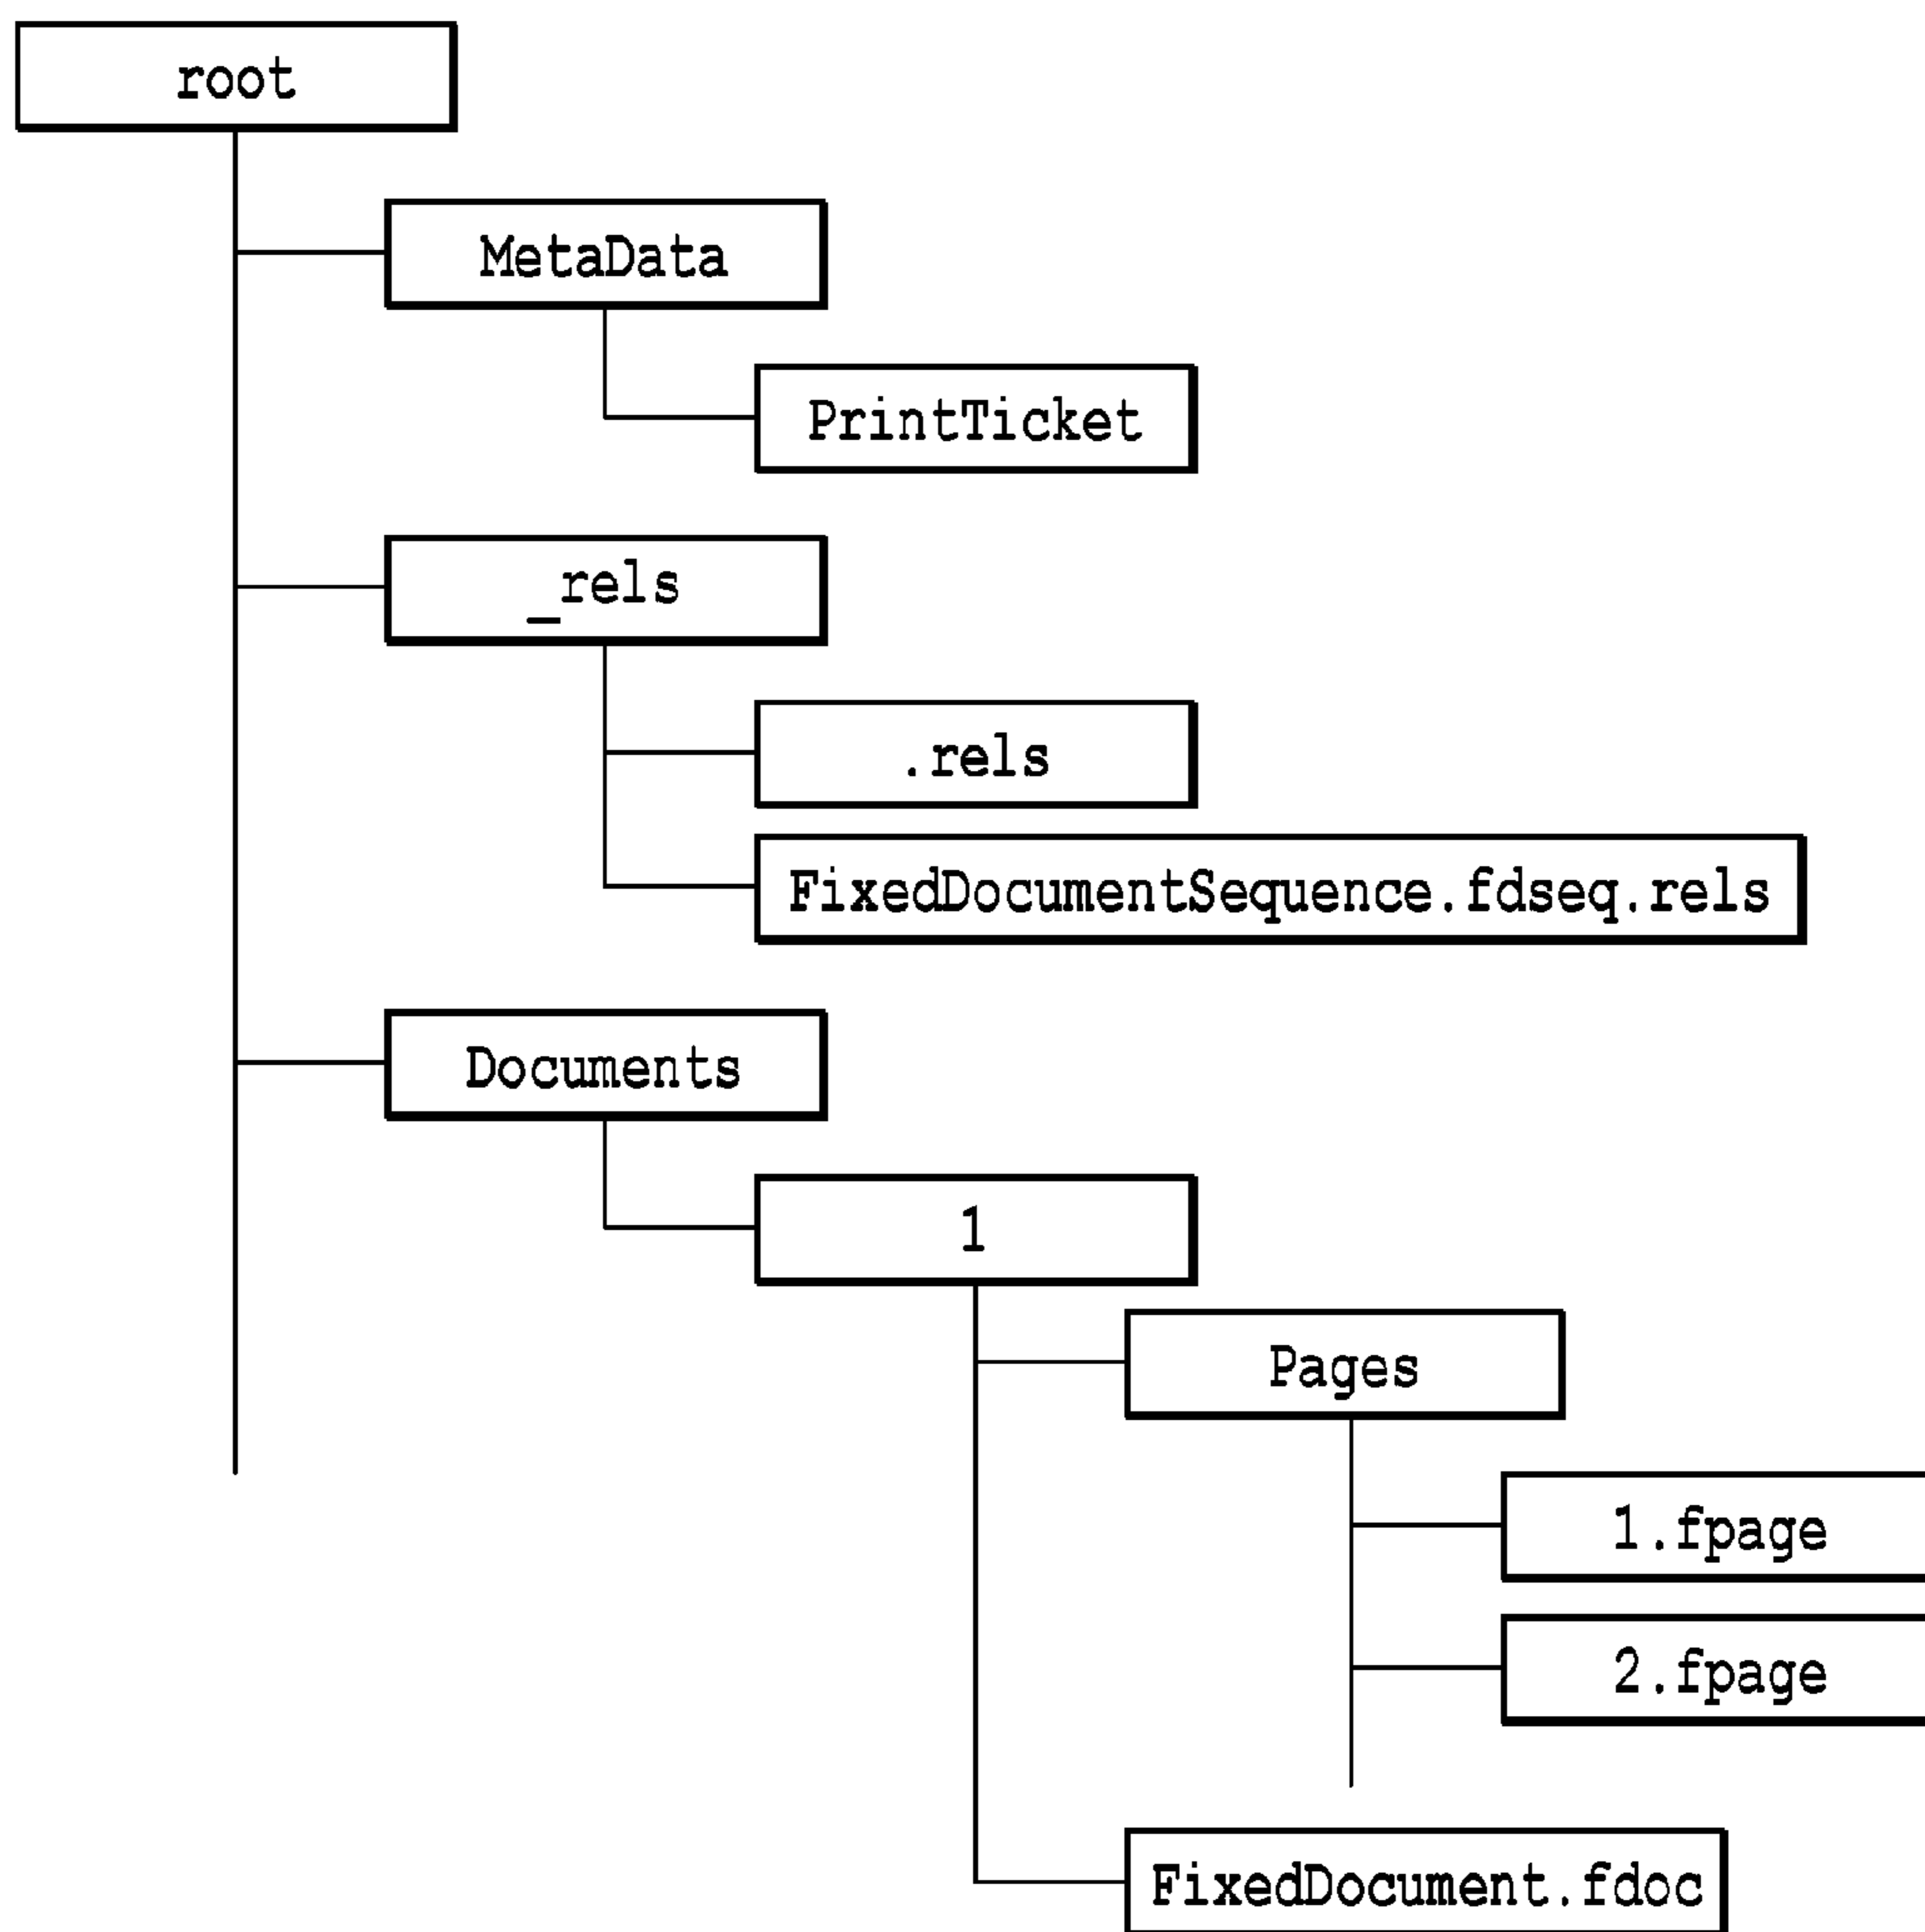 root
MetaData
PrintTicket
_rels
.rels
FixedDocumentSequence.fdseq.rels
Documents
1
Pages
1.fpage
2.fpage
FixedDocument.fdoc